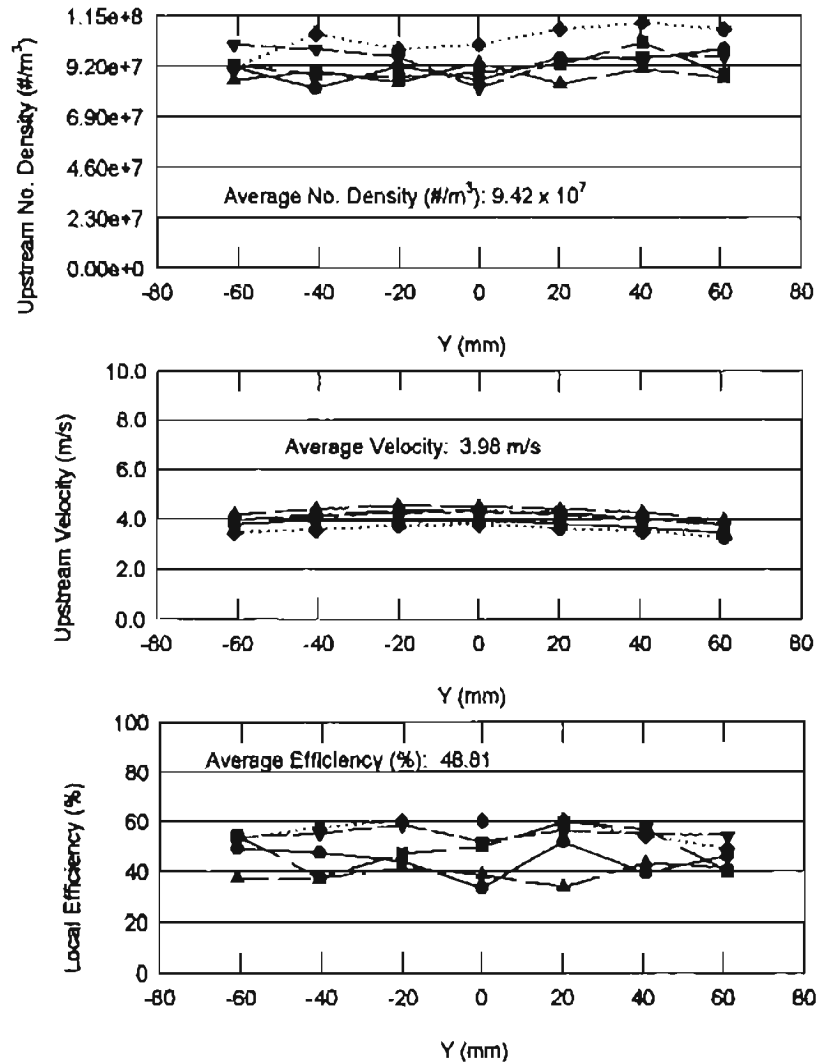 Upstream No. Density (#/m³)
1.15e+8
9.20e+7
6.90e+7
4.60e+7
2.30e+7
0.00e+0
Average No. Density (#/m³): 9.42 x 10⁷
-80 -60 -40 -20 0 20 40 60 80
Y (mm)
Upstream Velocity (m/s)
10.0
8.0
6.0
4.0
2.0
0.0
Average Velocity: 3.98 m/s
-80 -60 -40 -20 0 20 40 60 80
Y (mm)
Local Efficiency (%)
100
80
60
40
20
0
Average Efficiency (%): 48.81
-80 -60 -40 -20 0 20 40 60 80
Y (mm)